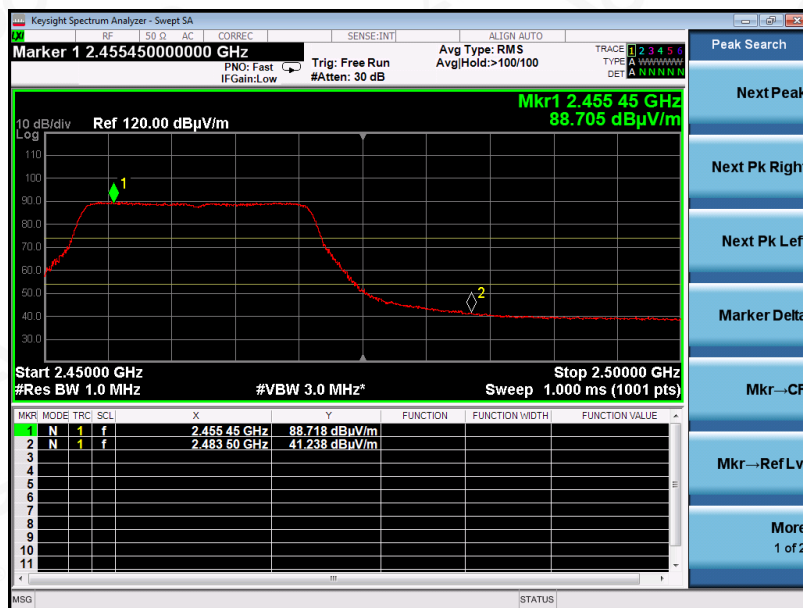 Keysight Spectrum Analyzer - Swept SA
LXI RF 50 Ω AC CORREC SENSE:INT ALIGN AUTO
Marker 1 2.455450000000 GHz
PNO: Fast
IFGain:Low
Trig: Free Run
#Atten: 30 dB
Avg Type: RMS
Avg|Hold:>100/100
TRACE 1 2 3 4 5 6
TYPE A WWWWW
DET A N N N N N
Mkr1 2.455 45 GHz
88.705 dBµV/m
10 dB/div Ref 120.00 dBµV/m
Log
110
100
90.0
80.0
70.0
60.0
50.0
40.0
30.0
1
2
Start 2.45000 GHz Stop 2.50000 GHz
#Res BW 1.0 MHz #VBW 3.0 MHz* Sweep 1.000 ms (1001 pts)
MKR MODE TRC SCL X Y FUNCTION FUNCTION WIDTH FUNCTION VALUE
1 N 1 f 2.455 45 GHz 88.718 dBµV/m
2 N 1 f 2.483 50 GHz 41.238 dBµV/m
3
4
5
6
7
8
9
10
11
MSG STATUS
Peak Search
Next Peak
Next Pk Right
Next Pk Left
Marker Delta
Mkr→CF
Mkr→Ref Lv
More
1 of 2